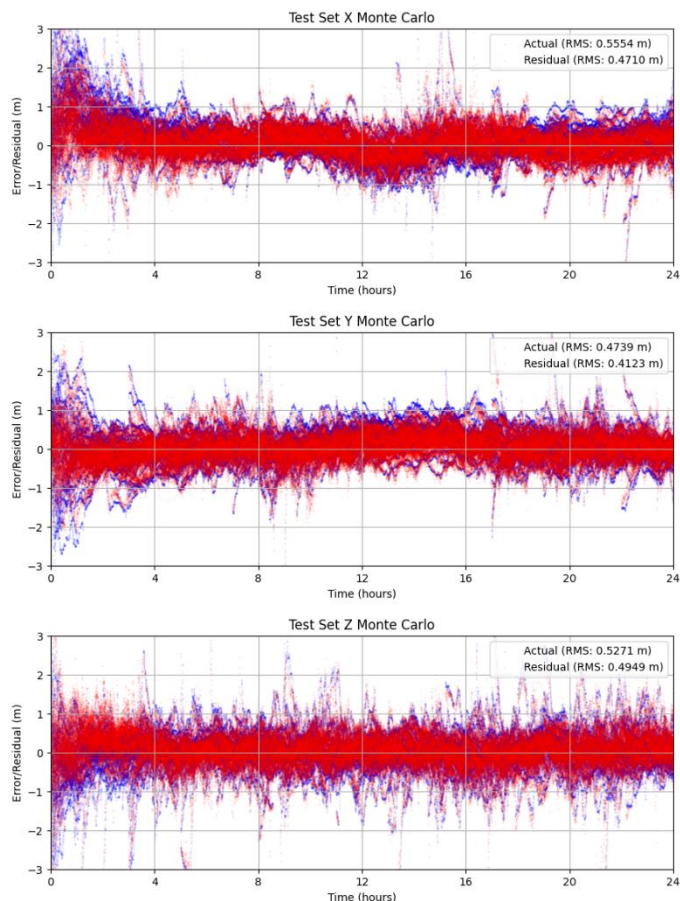 Test Set X Monte Carlo
Actual (RMS: 0.5554 m)
Residual (RMS: 0.4710 m)
Error/Residual (m)
3
2
1
0
−1
−2
−3
0 4 8 12 16 20 24
Time (hours)
Test Set Y Monte Carlo
Actual (RMS: 0.4739 m)
Residual (RMS: 0.4123 m)
Error/Residual (m)
3
2
1
0
−1
−2
−3
0 4 8 12 16 20 24
Time (hours)
Test Set Z Monte Carlo
Actual (RMS: 0.5271 m)
Residual (RMS: 0.4949 m)
Error/Residual (m)
3
2
1
0
−1
−2
−3
0 4 8 12 16 20 24
Time (hours)